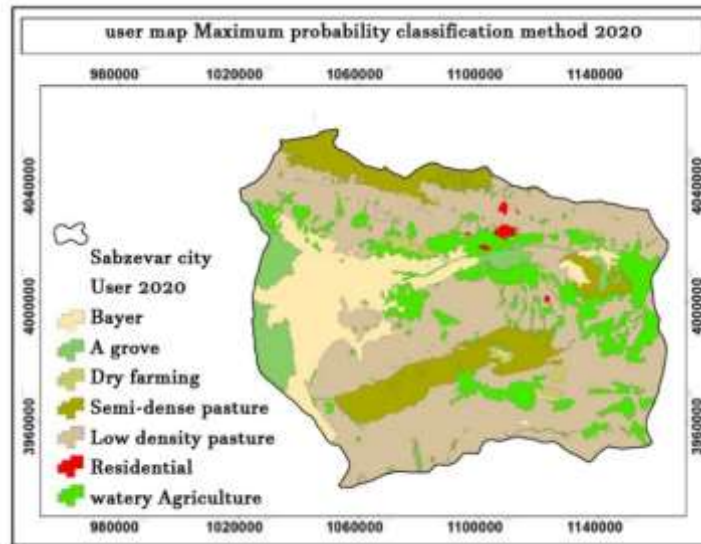 user map Maximum probability classification method 2020
980000 1020000 1060000 1100000 1140000
4040000 4040000
4000000 4000000
3960000 3960000
Sabzevar city
User 2020
Bayer
A grove
Dry farming
Semi-dense pasture
Low density pasture
Residential
watery Agriculture
980000 1020000 1060000 1100000 1140000